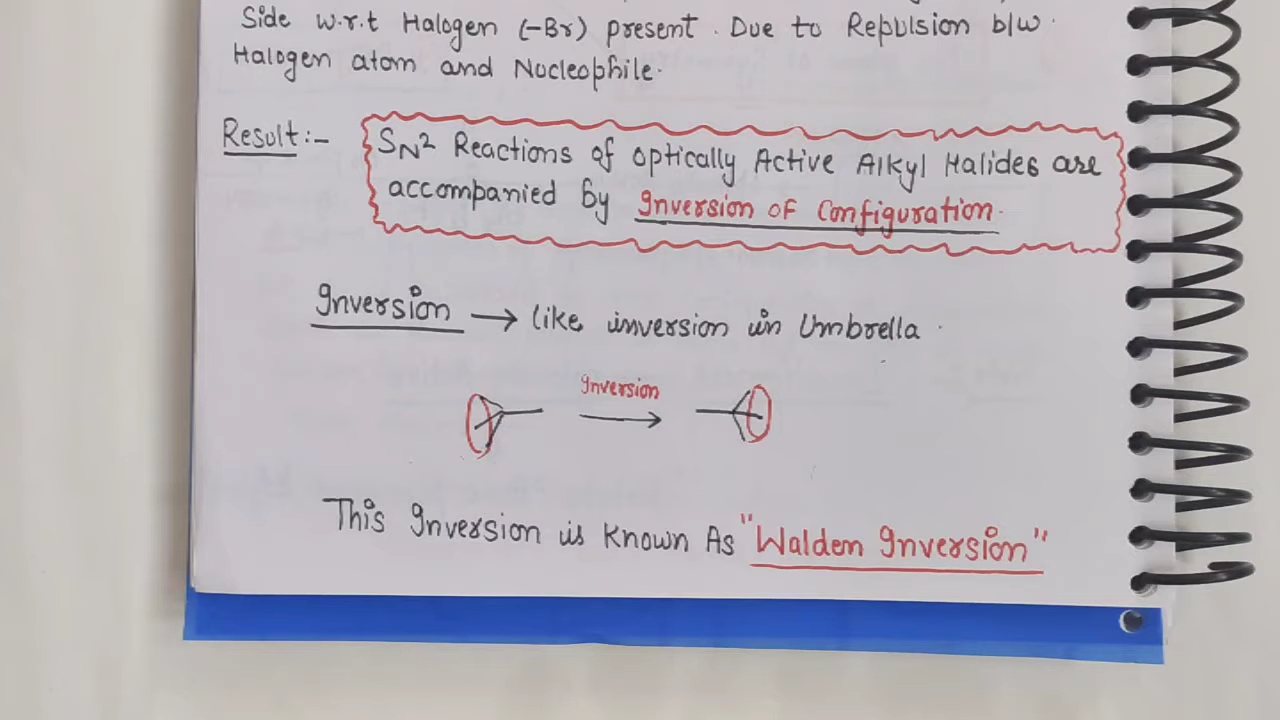 Side w.r.t Halogen (-Br) present. Due to Repulsion b/w.
Halogen atom and Nucleophile.
Result:-
SN2 Reactions of optically Active Alkyl Halides are
accompanied by Inversion of Configuration.
Inversion → like inversion in Umbrella.
Inversion
This Inversion is Known As "Walden Inversion"